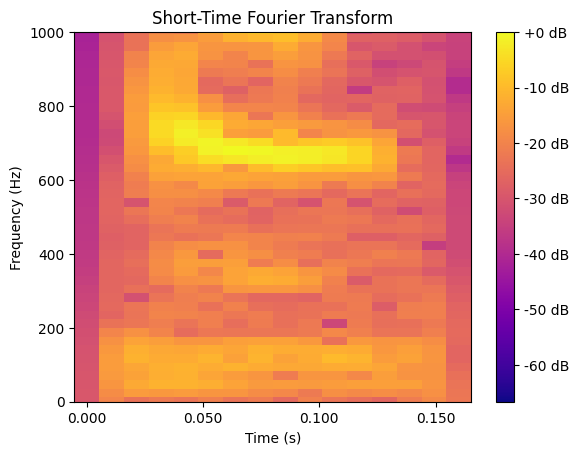 Short-Time Fourier Transform
1000
800
600
400
200
0
Frequency (Hz)
0.000
0.050
0.100
0.150
Time (s)
+0 dB
-10 dB
-20 dB
-30 dB
-40 dB
-50 dB
-60 dB